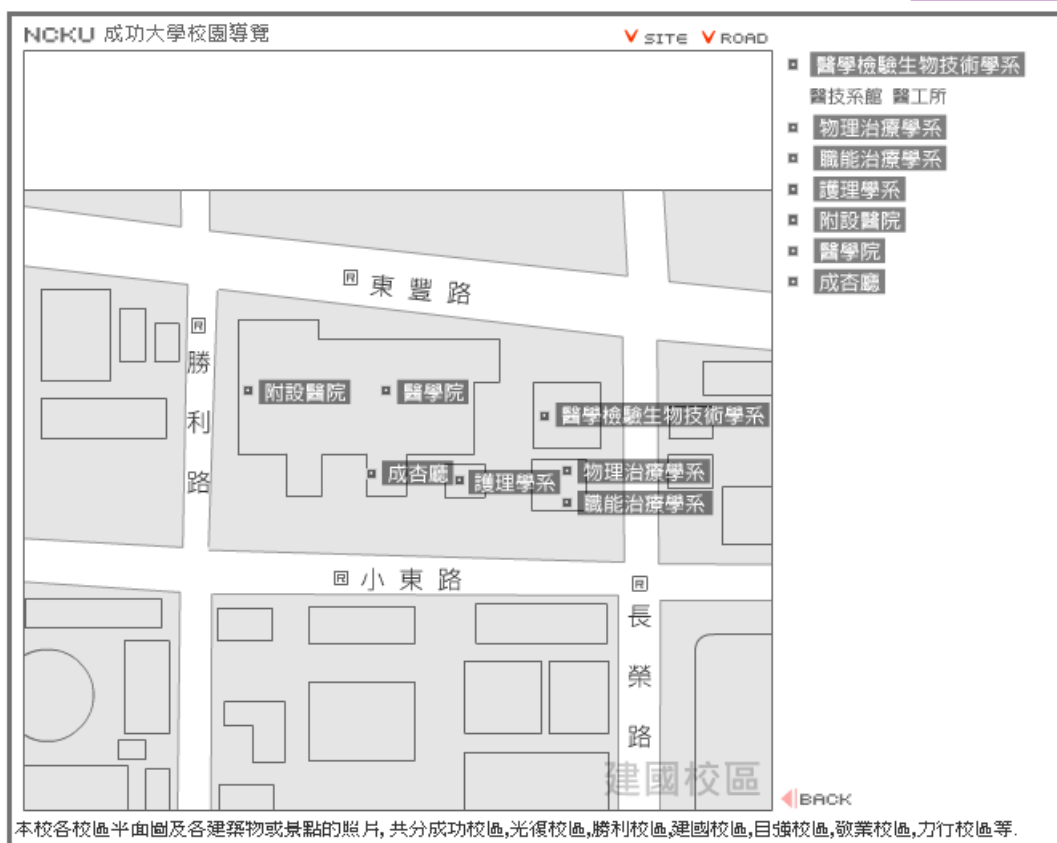 NCKU 成功大學校園導覽
SITE ROAD
醫學檢驗生物技術學系
醫技系館 醫工所
物理治療學系
職能治療學系
護理學系
附設醫院
醫學院
成杏廳
R 東豐路
R 勝利路
附設醫院
醫學院
醫學檢驗生物技術學系
成杏廳
護理學系
物理治療學系
職能治療學系
R 小東路
R 長榮路
建國校區
BACK
本校各校區平面圖及各建築物或景點的照片, 共分成功校區,光復校區,勝利校區,建國校區,自強校區,敬業校區,力行校區等.